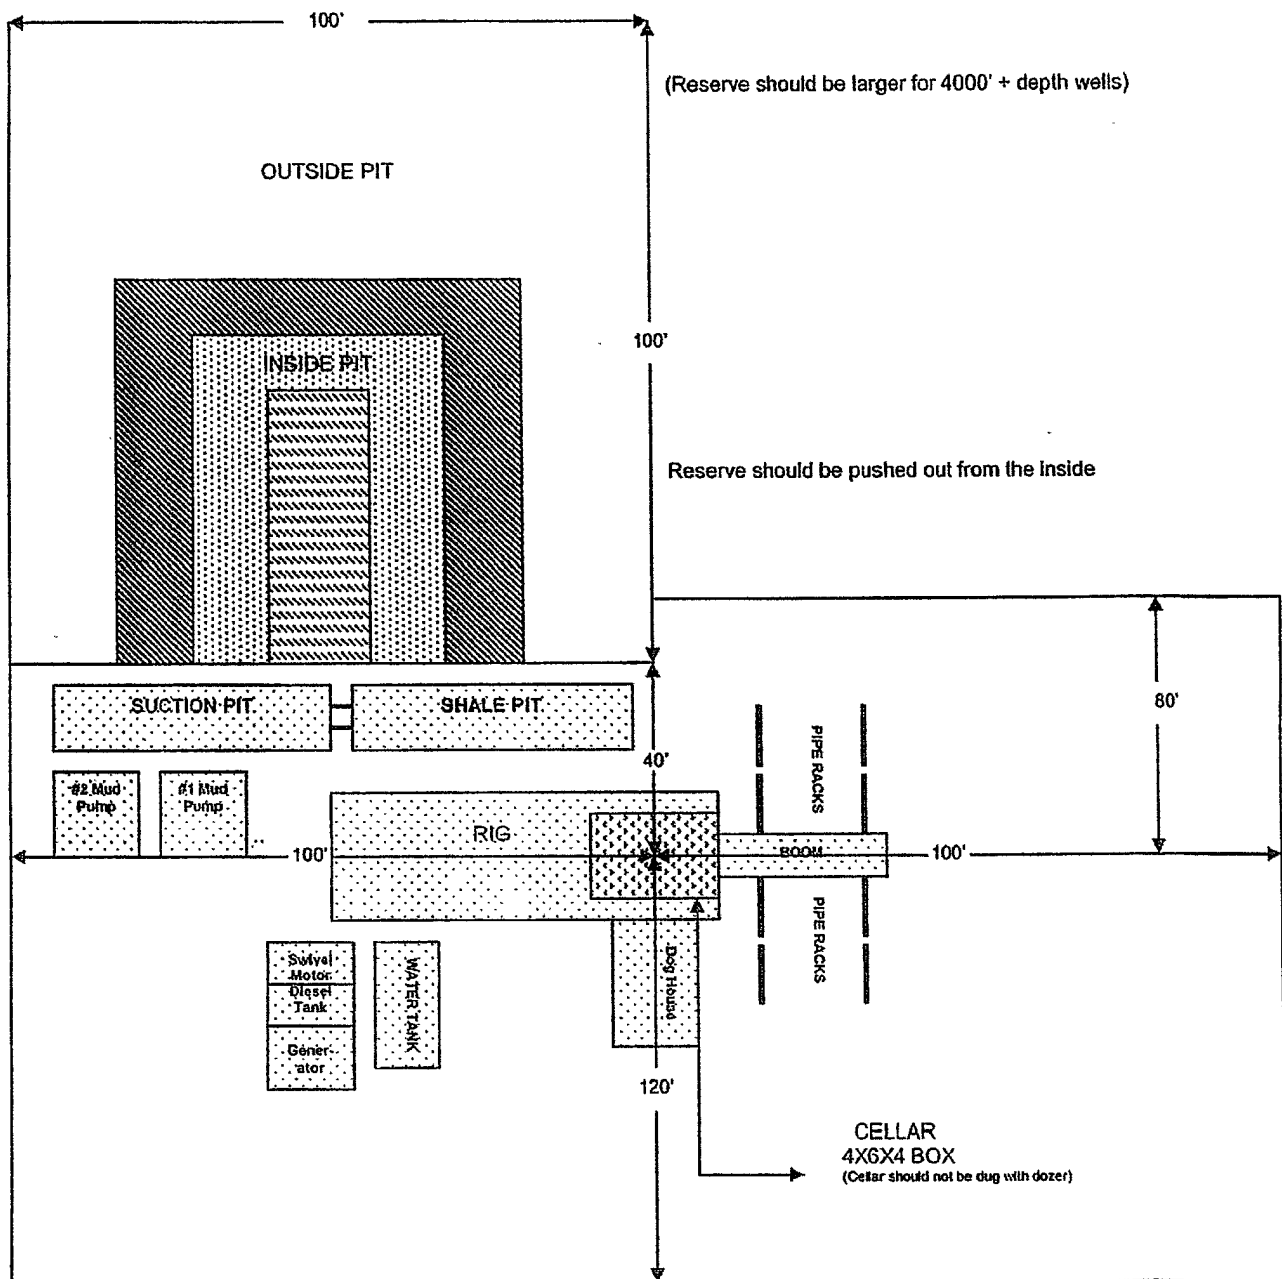 100'
(Reserve should be larger for 4000' + depth wells)
OUTSIDE PIT
100'
INSIDE PIT
Reserve should be pushed out from the inside
80'
SUCTION PIT
SHALE PIT
40'
PIPE RACKS
#2 Mud
Pump
#1 Mud
Pump
RIG
100'
BOOM
100'
PIPE RACKS
Swivel
Motor
Diesel
Tank
Gener-
ator
WATER TANK
Dog House
120'
CELLAR
4X6X4 BOX
(Cellar should not be dug with dozer)